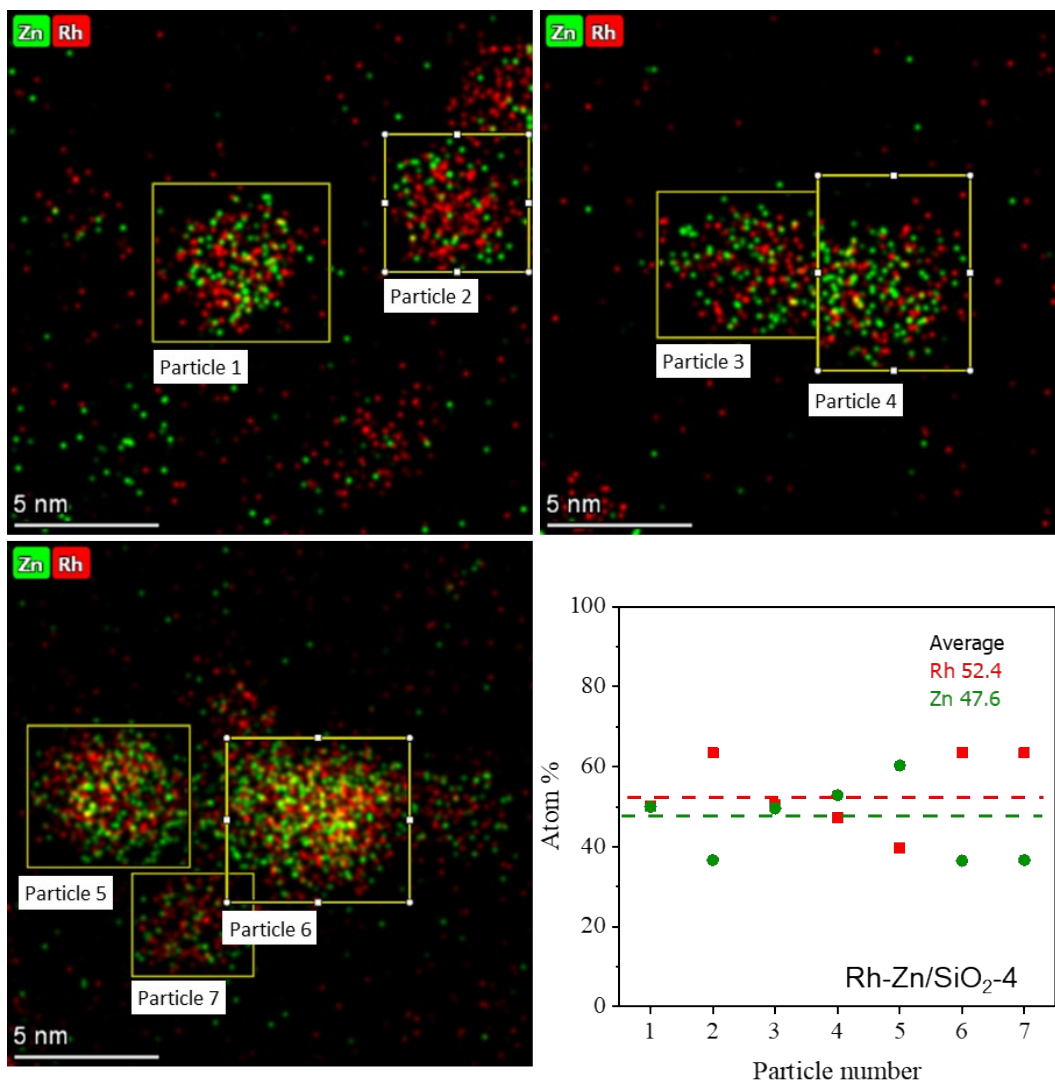 Zn Rh
Particle 2
Particle 1
5 nm
Zn Rh
Particle 3
Particle 4
5 nm
Zn Rh
Particle 5
Particle 6
Particle 7
5 nm
100
80
60
40
20
0
Atom %
Average
Rh 52.4
Zn 47.6
Rh-Zn/SiO₂-4
1 2 3 4 5 6 7
Particle number